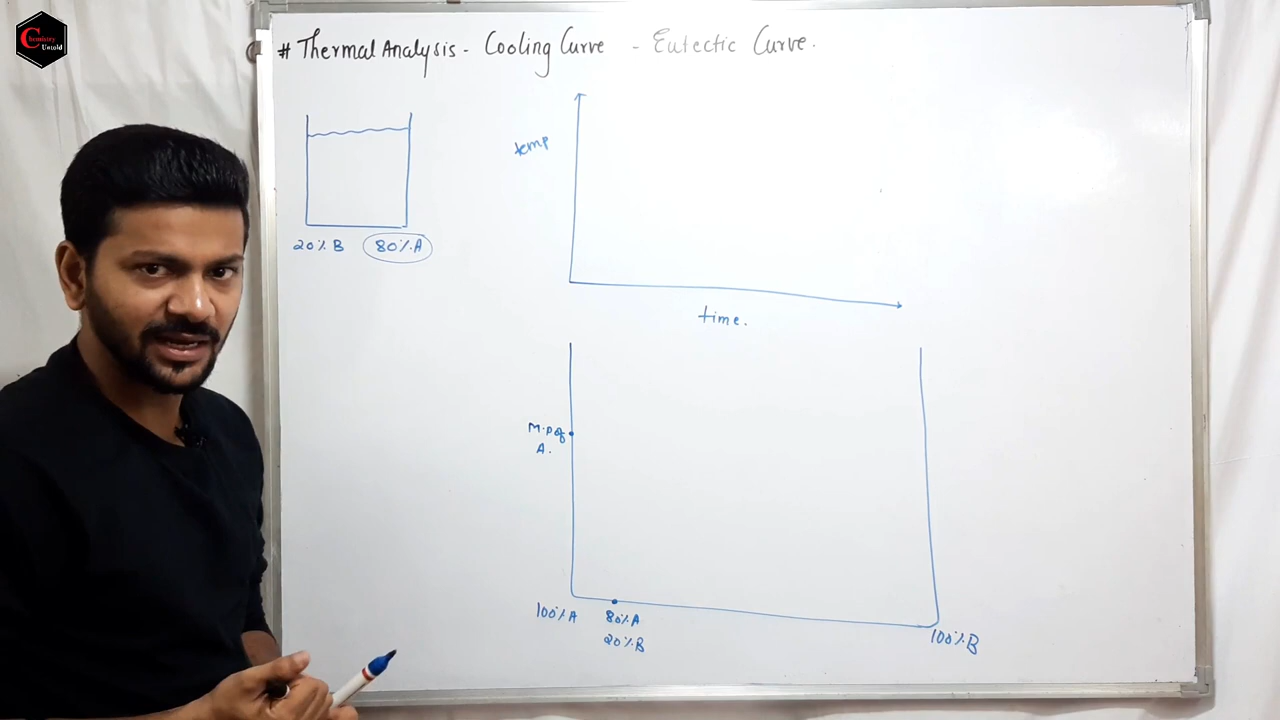 Chemistry
Untold
# Thermal Analysis - Cooling Curve - Eutectic Curve.
temp
20% B 80% A
time.
M.P of
A.
100% A 80% A 100% B
20% B